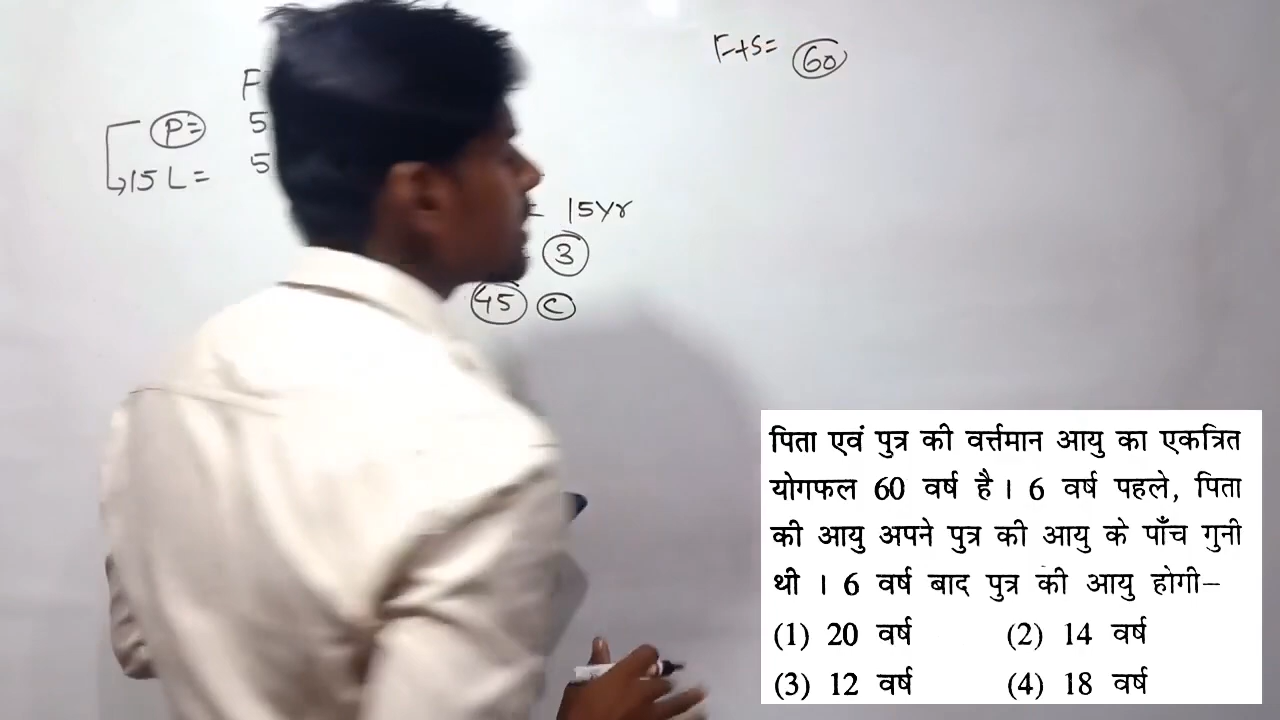 F
P= 5
15 L= 5
= 15Yr
3
45 C
F+S= 60
पिता एवं पुत्र की वर्त्तमान आयु का एकत्रित
योगफल 60 वर्ष है । 6 वर्ष पहले, पिता
की आयु अपने पुत्र की आयु के पाँच गुनी
थी । 6 वर्ष बाद पुत्र की आयु होगी–
(1) 20 वर्ष (2) 14 वर्ष
(3) 12 वर्ष (4) 18 वर्ष